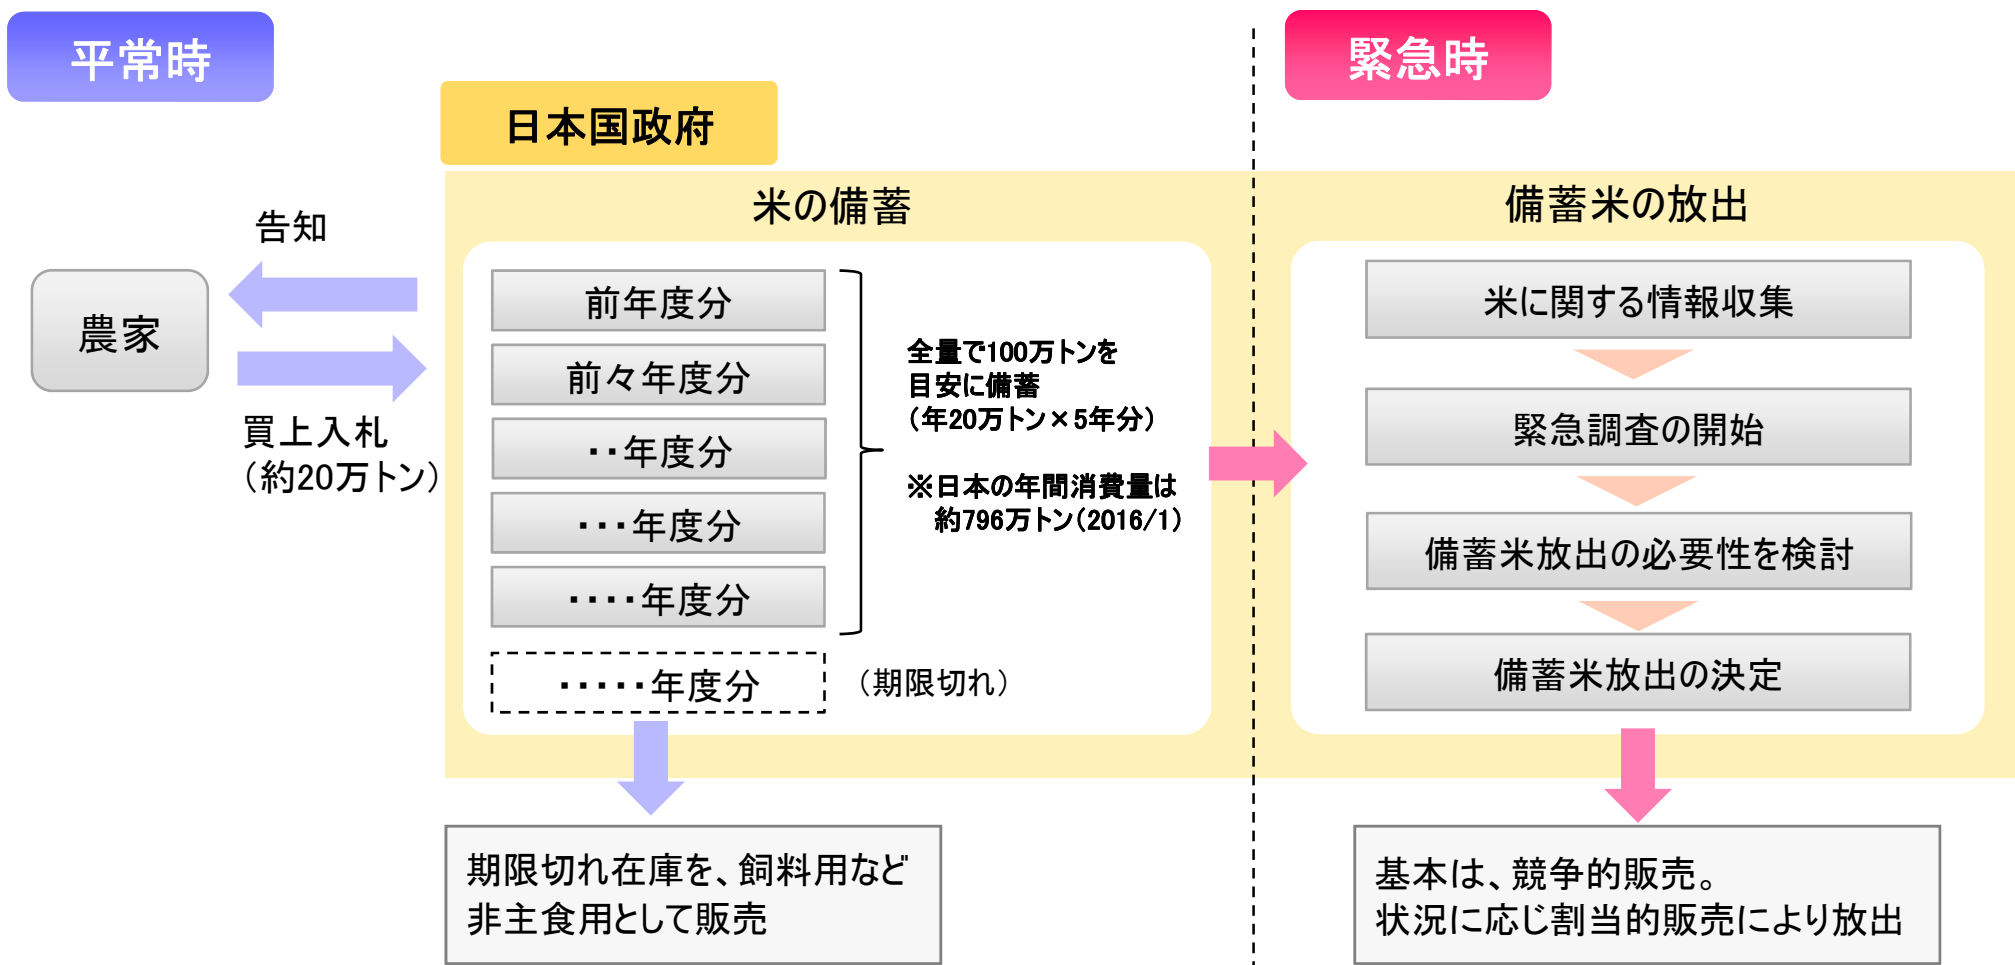 平常時
緊急時
日本国政府
米の備蓄
備蓄米の放出
告知
農家
買上入札
（約20万トン）
前年度分
前々年度分
・・年度分
・・・年度分
・・・・年度分
・・・・・年度分
（期限切れ）
全量で100万トンを
目安に備蓄
（年20万トン×5年分）
※日本の年間消費量は
約796万トン（2016/1）
米に関する情報収集
緊急調査の開始
備蓄米放出の必要性を検討
備蓄米放出の決定
期限切れ在庫を、飼料用など
非主食用として販売
基本は、競争的販売。
状況に応じ割当的販売により放出